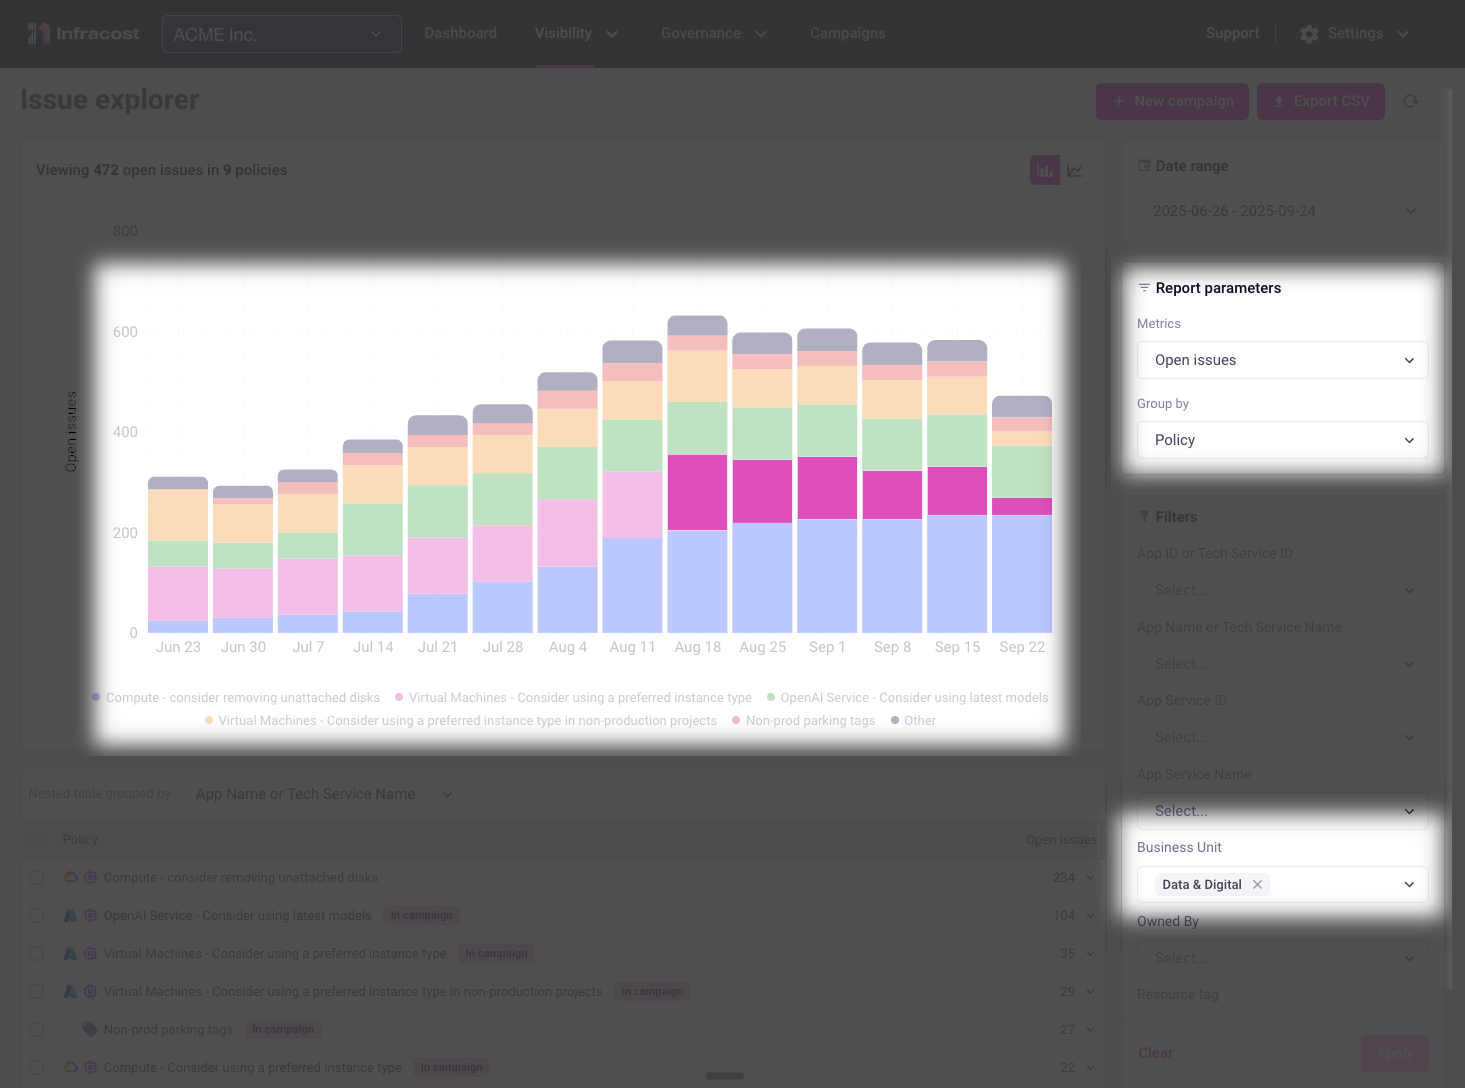 Infracost
ACME Inc.
Dashboard
Visibility
Governance
Campaigns
Support
Settings
Issue explorer
New campaign
Export CSV
Viewing 472 open issues in 9 policies
Date range
2025-06-26 - 2025-09-24
800
600
400
200
0
Open issues
Jun 23 Jun 30 Jul 7 Jul 14 Jul 21 Jul 28 Aug 4 Aug 11 Aug 18 Aug 25 Sep 1 Sep 8 Sep 15 Sep 22
Compute - consider removing unattached disks Virtual Machines - Consider using a preferred instance type OpenAI Service - Consider using latest models
Virtual Machines - Consider using a preferred instance type in non-production projects Non-prod parking tags Other
Report parameters
Metrics
Open issues
Group by
Policy
Filters
App ID or Tech Service ID
Select...
App Name or Tech Service Name
Select...
App Service ID
Select...
App Service Name
Select...
Business Unit
Data & Digital
Owned By
Select...
Resource tag
Clear
Apply
Nested table grouped by App Name or Tech Service Name
Policy Open issues
Compute - consider removing unattached disks 234
OpenAI Service - Consider using latest models In campaign 104
Virtual Machines - Consider using a preferred instance type In campaign 35
Virtual Machines - Consider using a preferred instance type in non-production projects In campaign 29
Non-prod parking tags In campaign 27
Compute - Consider using a preferred instance type In campaign 22